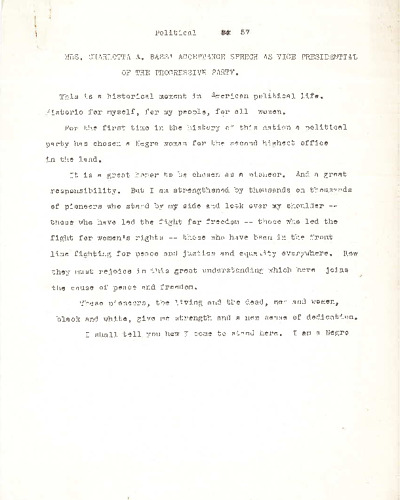 Political 57
MRS. CHARLOTTA A. BASS' ACCEPTANCE SPEECH AS VICE PRESIDENTIAL
OF THE PROGRESSIVE PARTY.
This is a historical moment in American political life.
Historic for myself, for my people, for all women.
For the first time in the history of this nation a political
party has chosen a Negro woman for the second highest office
in the land.
It is a great honor to be chosen as a pioneer. And a great
responsibility. But I am strengthened by thousands on thousands
of pioneers who stand by my side and look over my shoulder --
those who have led the fight for freedom -- those who led the
fight for women's rights -- those who have been in the front
line fighting for peace and justice and equality everywhere. How
they must rejoice in this great understanding which here joins
the cause of peace and freedom.
These pioneers, the living and the dead, men and women,
black and white, give me strength and a new sense of dedication.
I shall tell you how I come to stand here. I am a Negro